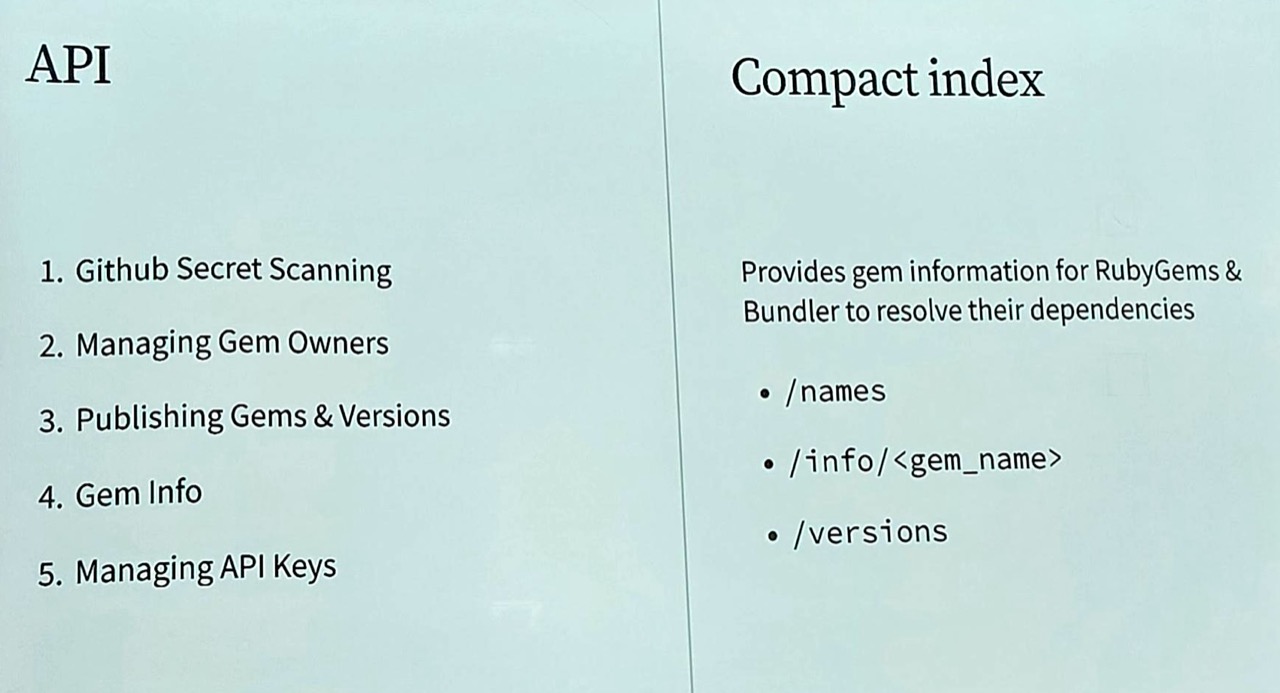 API
1. Github Secret Scanning
2. Managing Gem Owners
3. Publishing Gems & Versions
4. Gem Info
5. Managing API Keys
Compact index
Provides gem information for RubyGems &
Bundler to resolve their dependencies
• /names
• /info/<gem_name>
• /versions